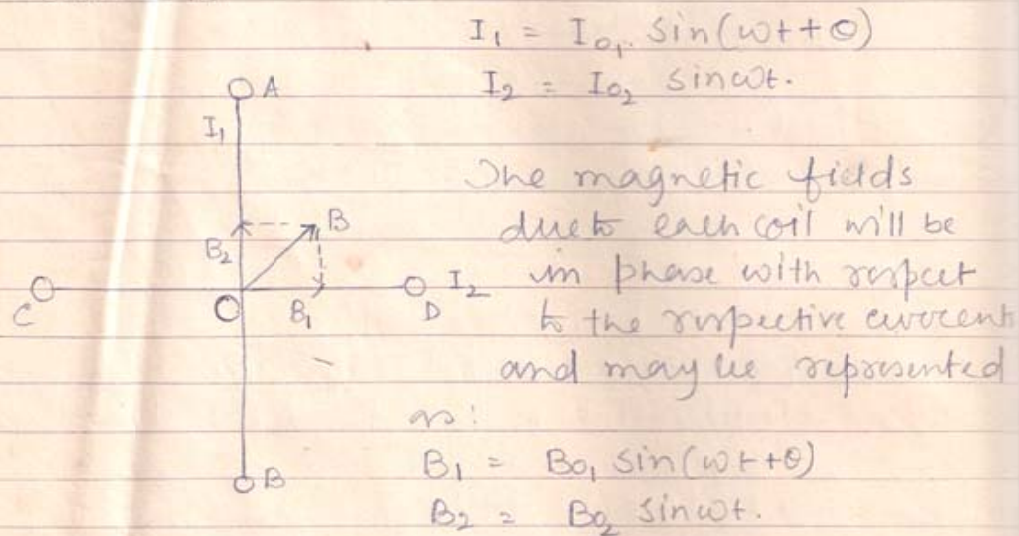 I₁ = I₀₁ sin(ωt+θ)
I₂ = I₀₂ sinωt.
A
I₁
The magnetic fields
B
due to each coil will be
B₂
in phase with respect
C
O
B₁
D
I₂
to the respective current
and may be represented
as:
B₁ = B₀₁ sin(ωt+θ)
B
B₂ = B₀₂ sinωt.